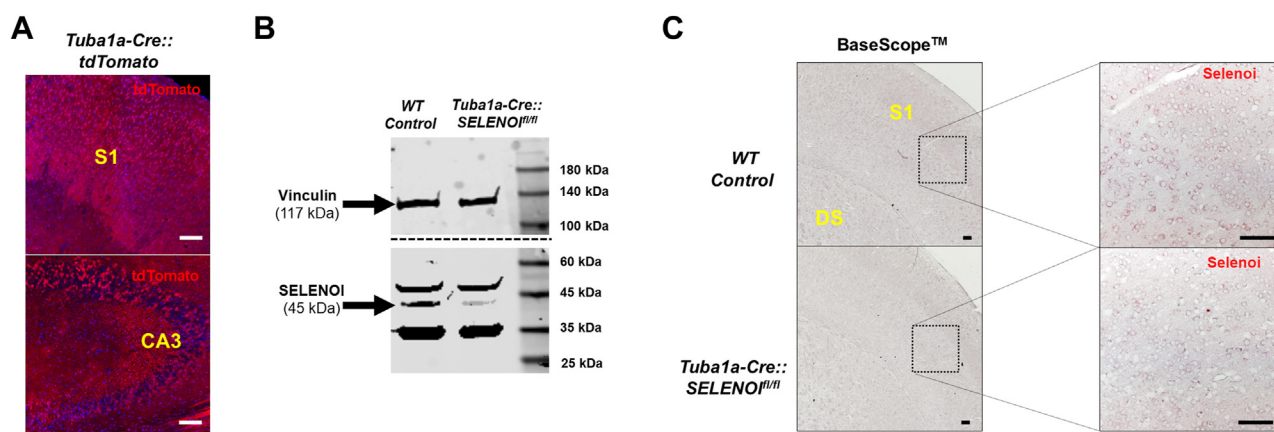 A
Tuba1a-Cre::
tdTomato
tdTomato
S1
tdTomato
CA3
B
WT
Control
Tuba1a-Cre::
SELENOIfl/fl
Vinculin
(117 kDa)
180 kDa
140 kDa
100 kDa
SELENOI
(45 kDa)
60 kDa
45 kDa
35 kDa
25 kDa
C
BaseScope™
WT
Control
S1
DS
Selenoi
Tuba1a-Cre::
SELENOIfl/fl
Selenoi